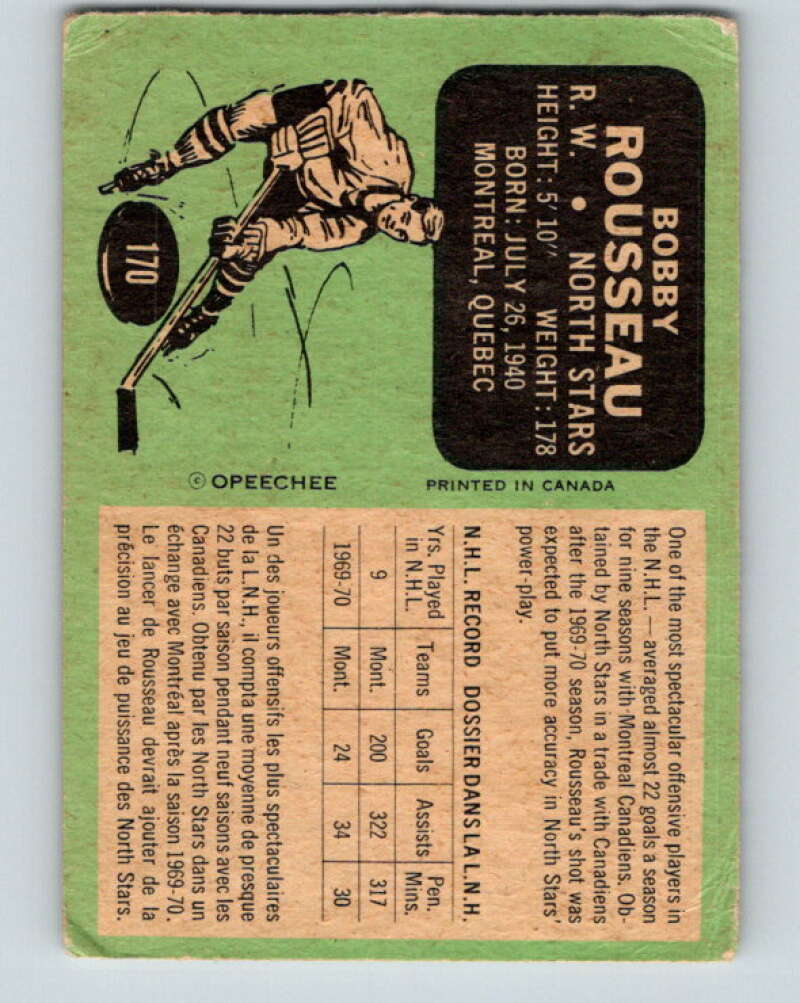 BOBBY
ROUSSEAU
R. W. • NORTH STARS
HEIGHT: 5'10" WEIGHT: 178
BORN: JULY 26, 1940
MONTREAL, QUEBEC
170
© OPEECHEE
PRINTED IN CANADA
One of the most spectacular offensive players in
the N.H.L. — averaged almost 22 goals a season
for nine seasons with Montreal Canadiens. Ob-
tained by North Stars in a trade with Canadiens
after the 1969-70 season, Rousseau's shot was
expected to put more accuracy in North Stars'
power-play.
N.H.L. RECORD DOSSIER DANS LA L.N.H.
Yrs. Played in N.H.L. Teams Goals Assists Pen. Mins.
9 Mont. 200 322 317
1969-70 Mont. 24 34 30
Un des joueurs offensifs les plus spectaculaires
de la L.N.H., il compta une moyenne de presque
22 buts par saison pendant neuf saisons avec les
Canadiens. Obtenu par les North Stars dans un
échange avec Montréal après la saison 1969-70.
Le lancer de Rousseau devrait ajouter de la
précision au jeu de puissance des North Stars.